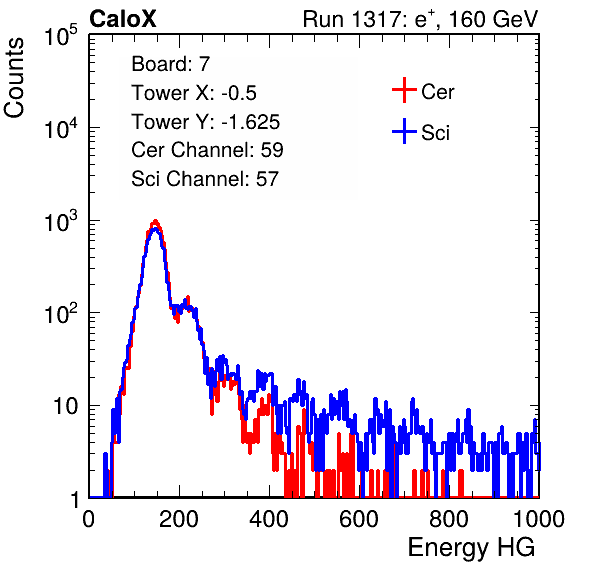 CaloX Run 1317: e⁺, 160 GeV
Counts
10⁵
10⁴
10³
10²
10
1
Board: 7
Tower X: -0.5
Tower Y: -1.625
Cer Channel: 59
Sci Channel: 57
Cer
Sci
0 200 400 600 800 1000
Energy HG